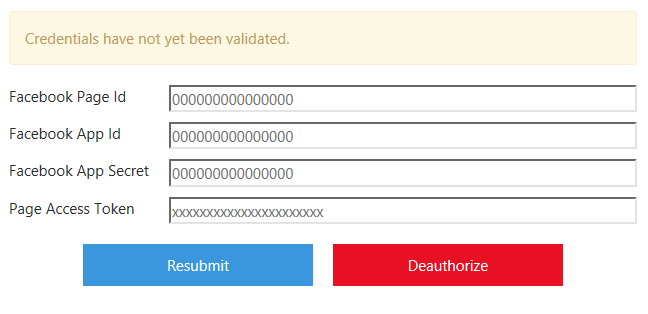 Credentials have not yet been validated.
Facebook Page Id 000000000000000
Facebook App Id 000000000000000
Facebook App Secret 000000000000000
Page Access Token xxxxxxxxxxxxxxxxxxxxxx
Resubmit Deauthorize